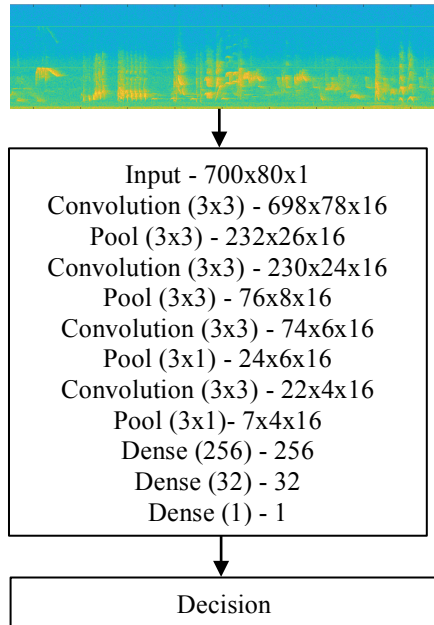 Input - 700x80x1
Convolution (3x3) - 698x78x16
Pool (3x3) - 232x26x16
Convolution (3x3) - 230x24x16
Pool (3x3) - 76x8x16
Convolution (3x3) - 74x6x16
Pool (3x1) - 24x6x16
Convolution (3x3) - 22x4x16
Pool (3x1)- 7x4x16
Dense (256) - 256
Dense (32) - 32
Dense (1) - 1
Decision